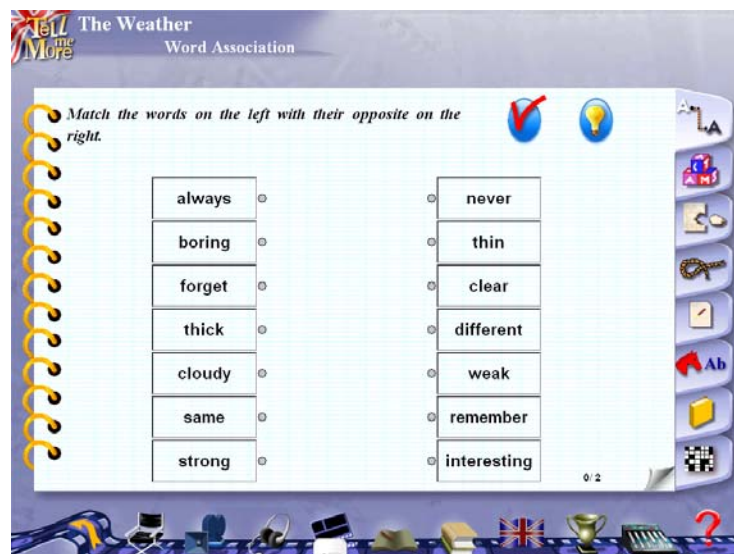 Tell me More
The Weather
Word Association
Match the words on the left with their opposite on the
right.
always never
boring thin
forget clear
thick different
cloudy weak
same remember
strong interesting
0/ 2
A A
A M S
Ab
?